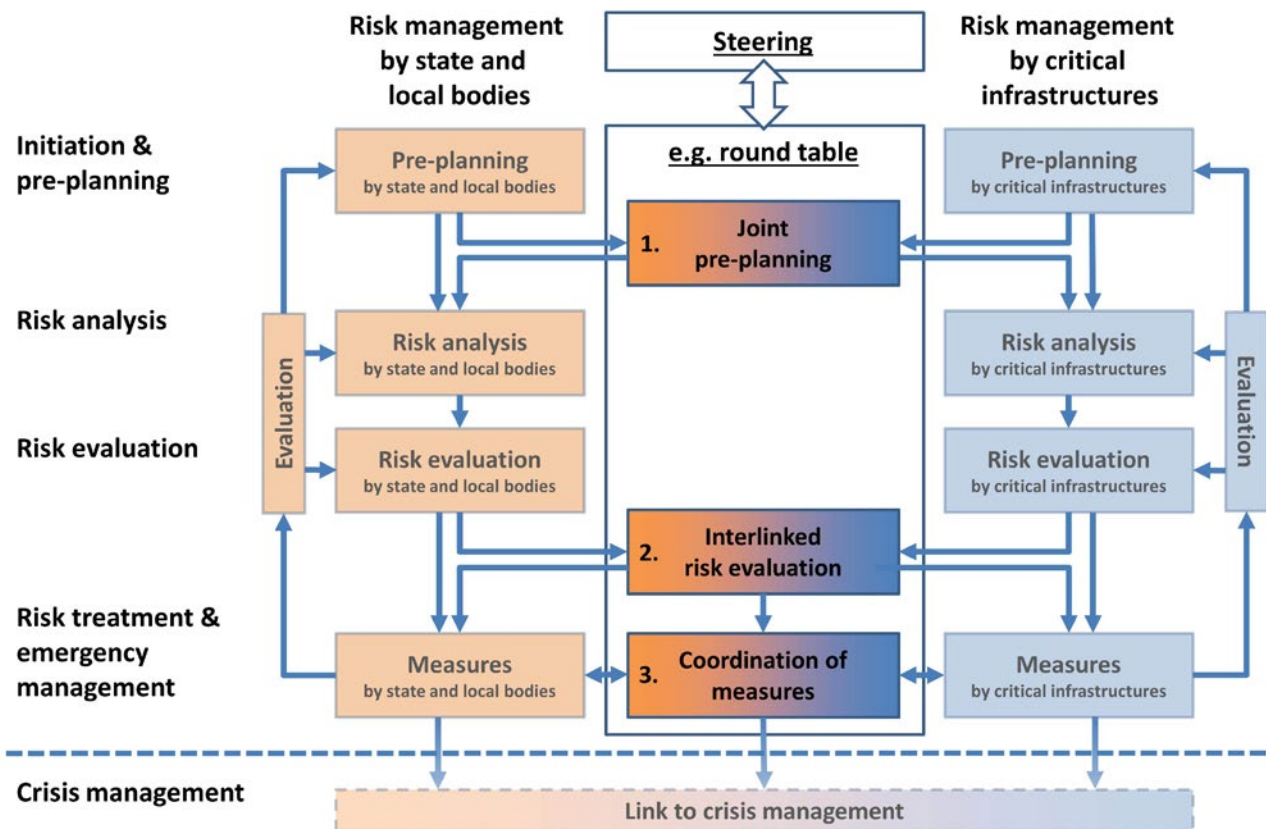 Risk management
by state and
local bodies
Steering
Risk management
by critical
infrastructures
Initiation &
pre-planning
Pre-planning
by state and local bodies
e.g. round table
Pre-planning
by critical infrastructures
1. Joint
pre-planning
Risk analysis
Evaluation
Risk analysis
by state and local bodies
Risk analysis
by critical infrastructures
Evaluation
Risk evaluation
Risk evaluation
by state and local bodies
Risk evaluation
by critical infrastructures
2. Interlinked
risk evaluation
Risk treatment &
emergency
management
Measures
by state and local bodies
3. Coordination of
measures
Measures
by critical infrastructures
Crisis management
Link to crisis management